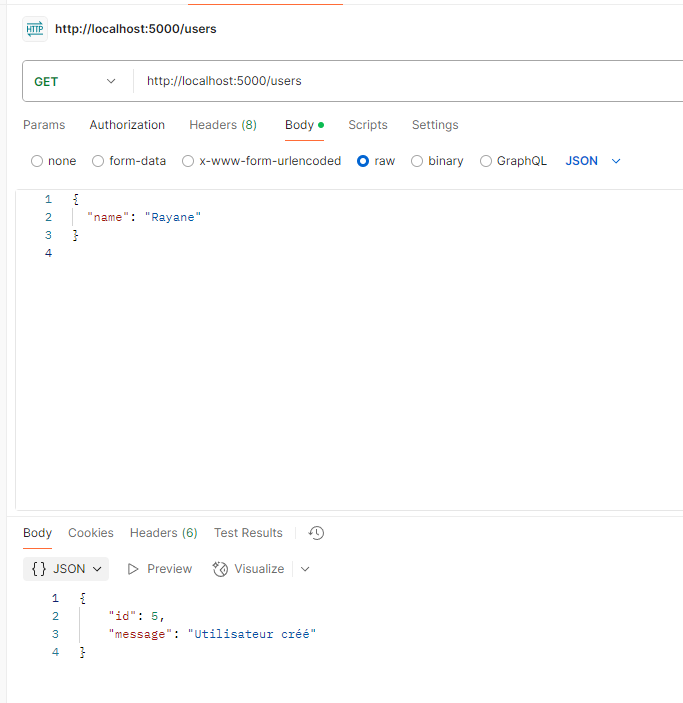 HTTP http://localhost:5000/users
GET http://localhost:5000/users
Params Authorization Headers (8) Body Scripts Settings
none form-data x-www-form-urlencoded raw binary GraphQL JSON
1 {
2 "name": "Rayane"
3 }
4
Body Cookies Headers (6) Test Results
{} JSON Preview Visualize
1 {
2 "id": 5,
3 "message": "Utilisateur créé"
4 }